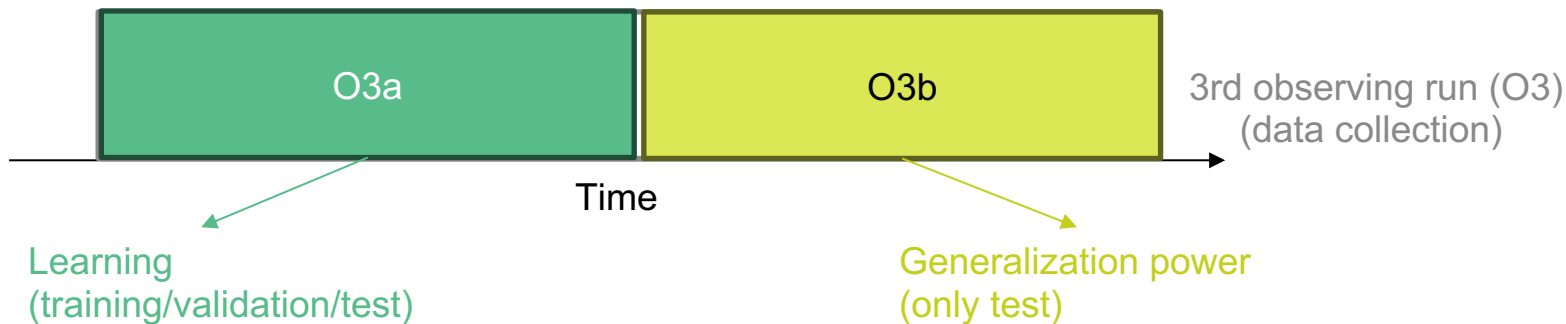 O3a
O3b
3rd observing run (O3)
(data collection)
Time
Learning
(training/validation/test)
Generalization power
(only test)